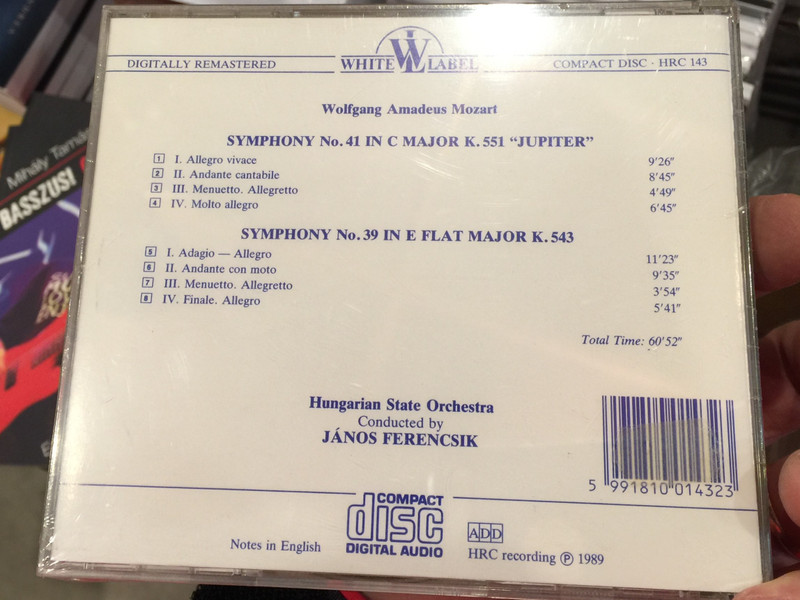 WL
DIGITALLY REMASTERED WHITE LABEL COMPACT DISC - HRC 143
Wolfgang Amadeus Mozart
SYMPHONY No. 41 IN C MAJOR K. 551 "JUPITER"
1 I. Allegro vivace 9'26"
2 II. Andante cantabile 8'45"
3 III. Menuetto. Allegretto 4'49"
4 IV. Molto allegro 6'45"
SYMPHONY No. 39 IN E FLAT MAJOR K. 543
5 I. Adagio — Allegro 11'23"
6 II. Andante con moto 9'35"
7 III. Menuetto. Allegretto 3'54"
8 IV. Finale. Allegro 5'41"
Total Time: 60'52"
Hungarian State Orchestra
Conducted by
JÁNOS FERENCSIK
5 991810 014323
COMPACT
disc
DIGITAL AUDIO
Notes in English
ADD
HRC recording Ⓟ 1989
Mihály Tamá
BASSZUSI